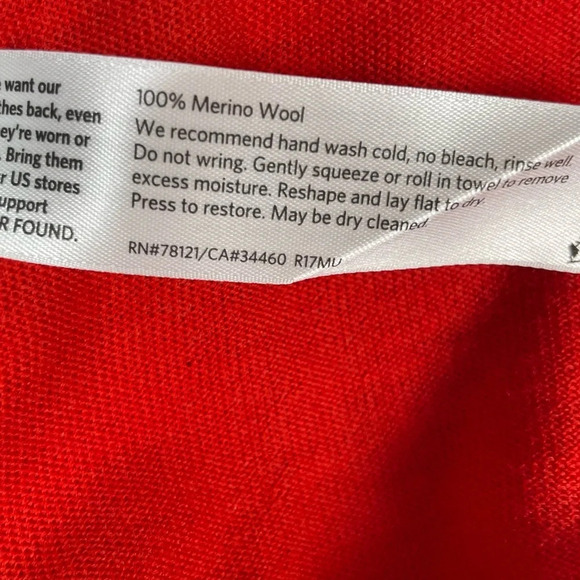 want our
thes back, even
ey're worn or
Bring them
r US stores
upport
R FOUND.
100% Merino Wool
We recommend hand wash cold, no bleach, rinse well.
Do not wring. Gently squeeze or roll in towel to remove
excess moisture. Reshape and lay flat to dry.
Press to restore. May be dry cleaned.
RN#78121/CA#34460 R17MU